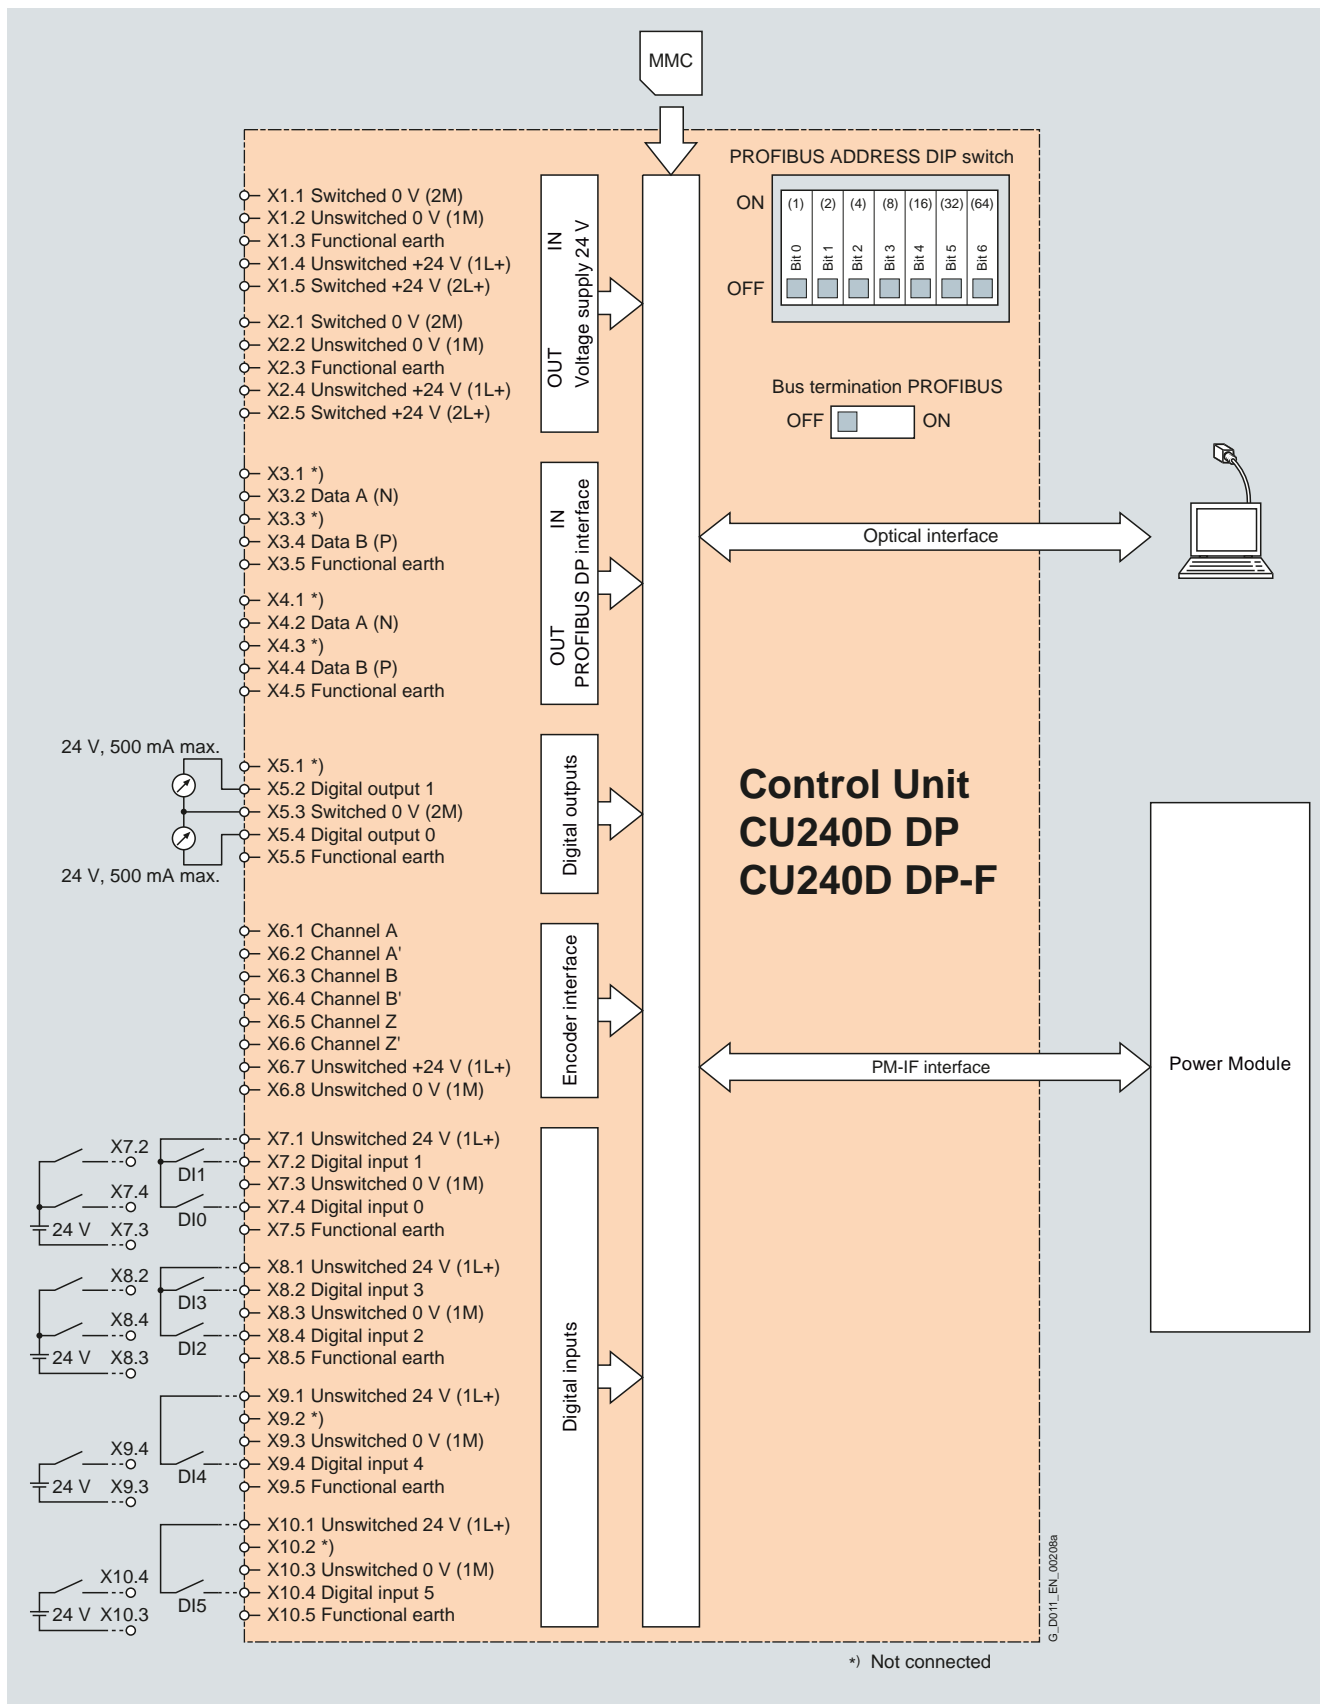 MMC
X1.1 Switched 0 V (2M)
X1.2 Unswitched 0 V (1M)
X1.3 Functional earth
X1.4 Unswitched +24 V (1L+)
X1.5 Switched +24 V (2L+)
X2.1 Switched 0 V (2M)
X2.2 Unswitched 0 V (1M)
X2.3 Functional earth
X2.4 Unswitched +24 V (1L+)
X2.5 Switched +24 V (2L+)
OUT IN
Voltage supply 24 V
PROFIBUS ADDRESS DIP switch
ON
(1) (2) (4) (8) (16) (32) (64)
Bit 0 Bit 1 Bit 2 Bit 3 Bit 4 Bit 5 Bit 6
OFF
Bus termination PROFIBUS
OFF ON
X3.1 *)
X3.2 Data A (N)
X3.3 *)
X3.4 Data B (P)
X3.5 Functional earth
X4.1 *)
X4.2 Data A (N)
X4.3 *)
X4.4 Data B (P)
X4.5 Functional earth
OUT IN
PROFIBUS DP interface
Optical interface
24 V, 500 mA max.
24 V, 500 mA max.
X5.1 *)
X5.2 Digital output 1
X5.3 Switched 0 V (2M)
X5.4 Digital output 0
X5.5 Functional earth
Digital outputs
Control Unit
CU240D DP
CU240D DP-F
X6.1 Channel A
X6.2 Channel A'
X6.3 Channel B
X6.4 Channel B'
X6.5 Channel Z
X6.6 Channel Z'
X6.7 Unswitched +24 V (1L+)
X6.8 Unswitched 0 V (1M)
Encoder interface
PM-IF interface
Power Module
X7.2
X7.4
24 V X7.3
DI1
DI0
X7.1 Unswitched 24 V (1L+)
X7.2 Digital input 1
X7.3 Unswitched 0 V (1M)
X7.4 Digital input 0
X7.5 Functional earth
X8.2
X8.4
24 V X8.3
DI3
DI2
X8.1 Unswitched 24 V (1L+)
X8.2 Digital input 3
X8.3 Unswitched 0 V (1M)
X8.4 Digital input 2
X8.5 Functional earth
Digital inputs
X9.4
24 V X9.3
DI4
X9.1 Unswitched 24 V (1L+)
X9.2 *)
X9.3 Unswitched 0 V (1M)
X9.4 Digital input 4
X9.5 Functional earth
X10.4
24 V X10.3
DI5
X10.1 Unswitched 24 V (1L+)
X10.2 *)
X10.3 Unswitched 0 V (1M)
X10.4 Digital input 5
X10.5 Functional earth
G_D011_EN_00208a
*) Not connected